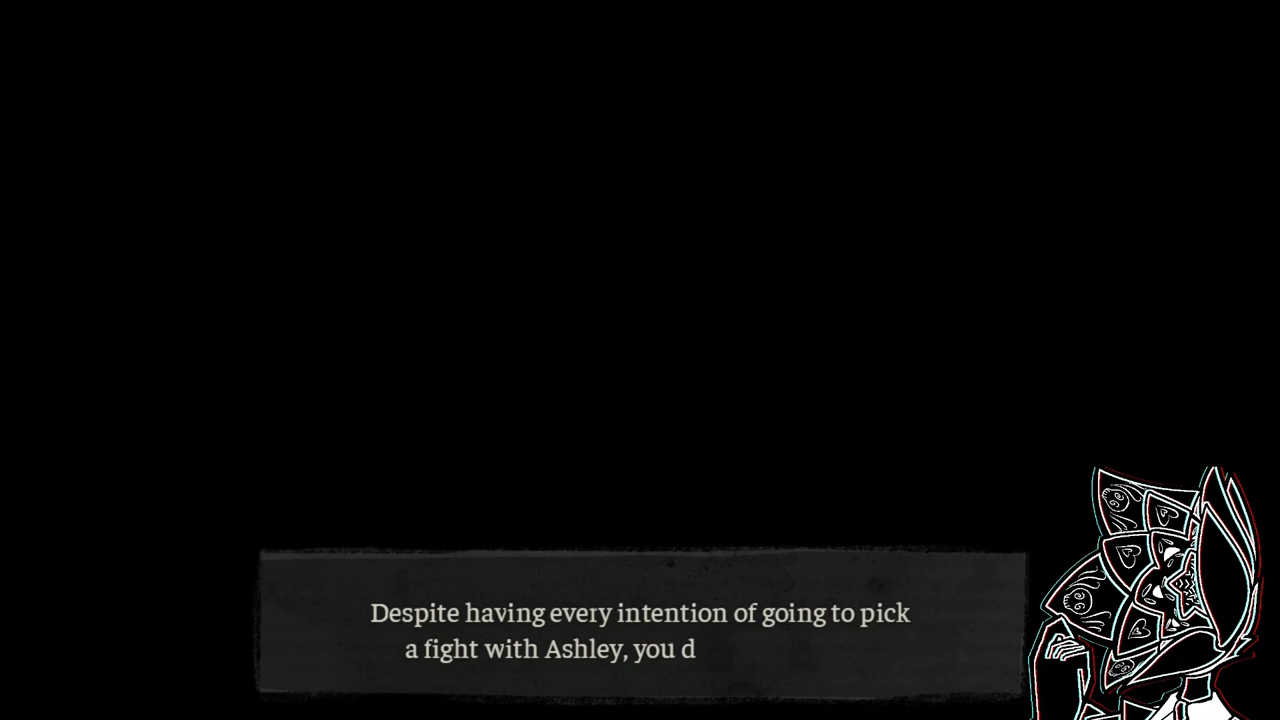 Despite having every intention of going to pick
a fight with Ashley, you d